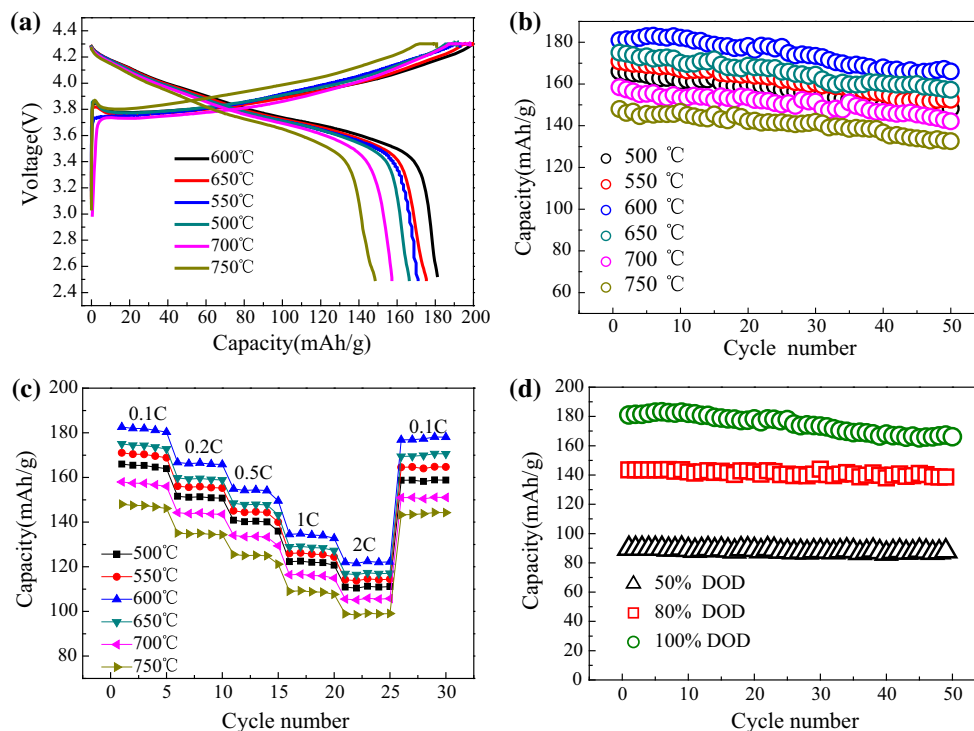 (a)
4.4
4.2
4.0
3.8
3.6
3.4
3.2
3.0
2.8
2.6
2.4
Voltage(V)
600℃
650℃
550℃
500℃
700℃
750℃
0 20 40 60 80 100 120 140 160 180 200
Capacity(mAh/g)
(b)
180
160
140
120
100
80
60
Capacity(mAh/g)
500 ℃
550 ℃
600 ℃
650 ℃
700 ℃
750 ℃
0 10 20 30 40 50
Cycle number
(c)
200
180
160
140
120
100
80
Capacity(mAh/g)
0.1C
0.2C
0.5C
1C
2C
0.1C
500℃
550℃
600℃
650℃
700℃
750℃
0 5 10 15 20 25 30
Cycle number
(d)
200
180
160
140
120
100
80
60
40
20
0
Capacity(mAh/g)
50% DOD
80% DOD
100% DOD
0 10 20 30 40 50
Cycle number